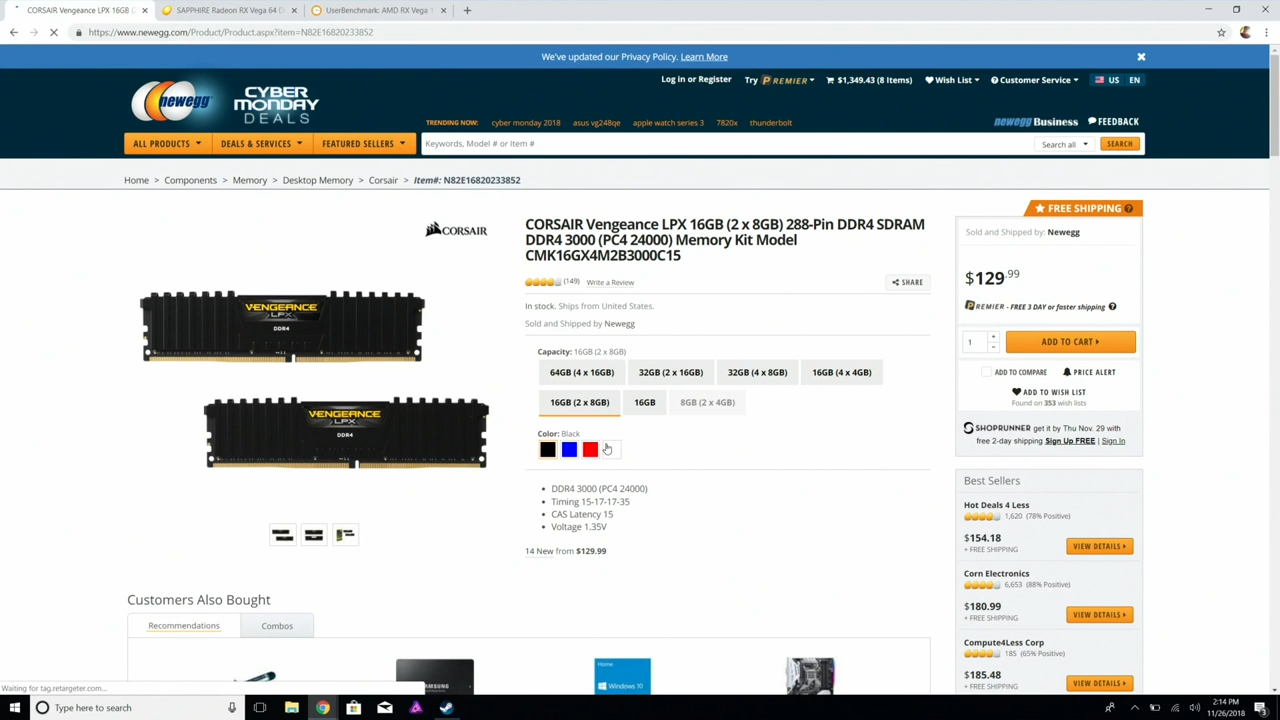 CORSAIR Vengeance LPX 16GB (2
SAPPHIRE Radeon RX Vega 64 D
UserBenchmark: AMD RX Vega
https://www.newegg.com/Product/Product.aspx?item=N82E16820233852
We've updated our Privacy Policy. Learn More
newegg
CYBER
MONDAY
DEALS
Log in or Register
Try PREMIER
$1,349.43 (8 Items)
Wish List
Customer Service
US
EN
TRENDING NOW: cyber monday 2018 asus vg248qe apple watch series 3 7820x thunderbolt
newegg Business
FEEDBACK
ALL PRODUCTS
DEALS & SERVICES
FEATURED SELLERS
Keywords, Model # or Item #
Search all
SEARCH
Home > Components > Memory > Desktop Memory > Corsair > Item#: N82E16820233852
CORSAIR
VENGEANCE
LPX
DDR4
VENGEANCE
LPX
DDR4
CORSAIR Vengeance LPX 16GB (2 x 8GB) 288-Pin DDR4 SDRAM
DDR4 3000 (PC4 24000) Memory Kit Model
CMK16GX4M2B3000C15
(149) Write a Review
SHARE
In stock. Ships from United States.
Sold and Shipped by Newegg
Capacity: 16GB (2 x 8GB)
64GB (4 x 16GB)
32GB (2 x 16GB)
32GB (4 x 8GB)
16GB (4 x 4GB)
16GB (2 x 8GB)
16GB
8GB (2 x 4GB)
Color: Black
DDR4 3000 (PC4 24000)
Timing 15-17-17-35
CAS Latency 15
Voltage 1.35V
14 New from $129.99
FREE SHIPPING
Sold and Shipped by: Newegg
$129.99
PREMIER - FREE 3 DAY or faster shipping
1
ADD TO CART
ADD TO COMPARE
PRICE ALERT
ADD TO WISH LIST
Found on 353 wish lists
SHOPRUNNER get it by Thu. Nov. 29 with
free 2-day shipping Sign Up FREE | Sign In
Best Sellers
Hot Deals 4 Less
1,620 (78% Positive)
$154.18
+ FREE SHIPPING
VIEW DETAILS
Corn Electronics
6,653 (88% Positive)
$180.99
+ FREE SHIPPING
VIEW DETAILS
Compute4Less Corp
185 (65% Positive)
$185.48
+ FREE SHIPPING
VIEW DETAILS
Customers Also Bought
Recommendations
Combos
SAMSUNG
Home
Windows 10
Waiting for tag.retargeter.com...
Type here to search
2:14 PM
11/26/2018
3